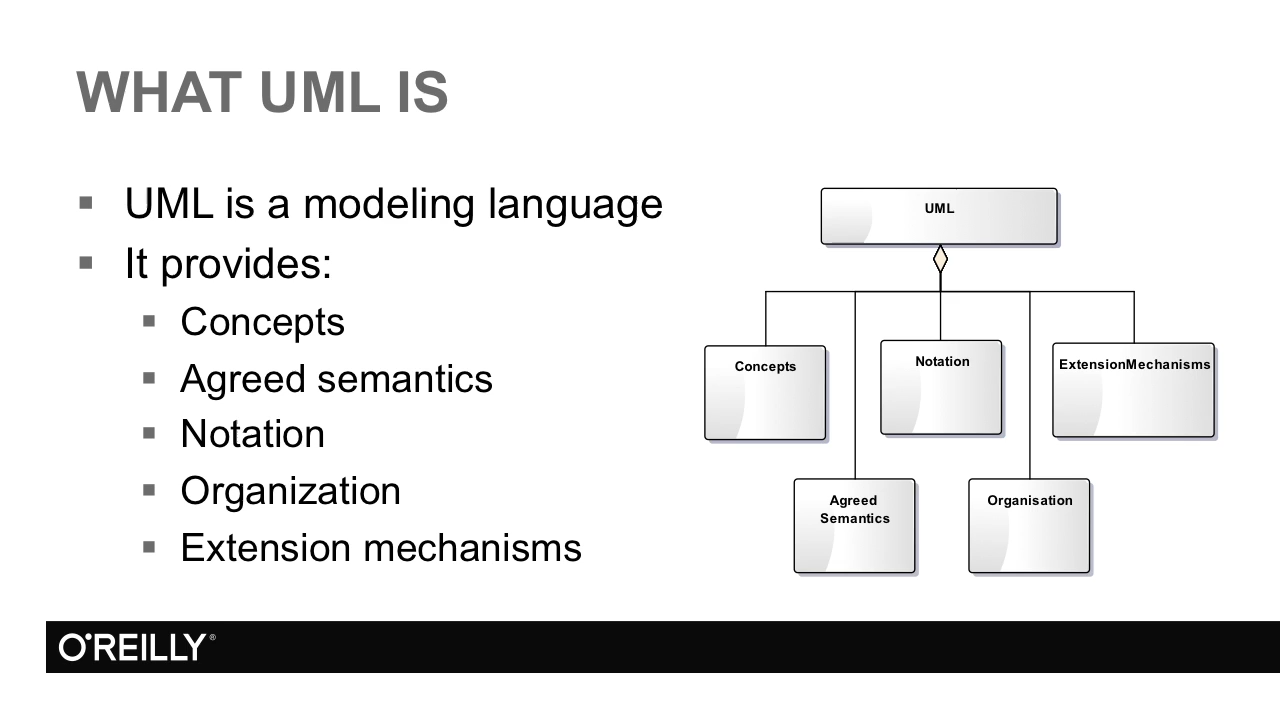 WHAT UML IS
UML is a modeling language
It provides:
Concepts
Agreed semantics
Notation
Organization
Extension mechanisms
UML
Concepts
Notation
ExtensionMechanisms
Agreed
Semantics
Organisation
O'REILLY®